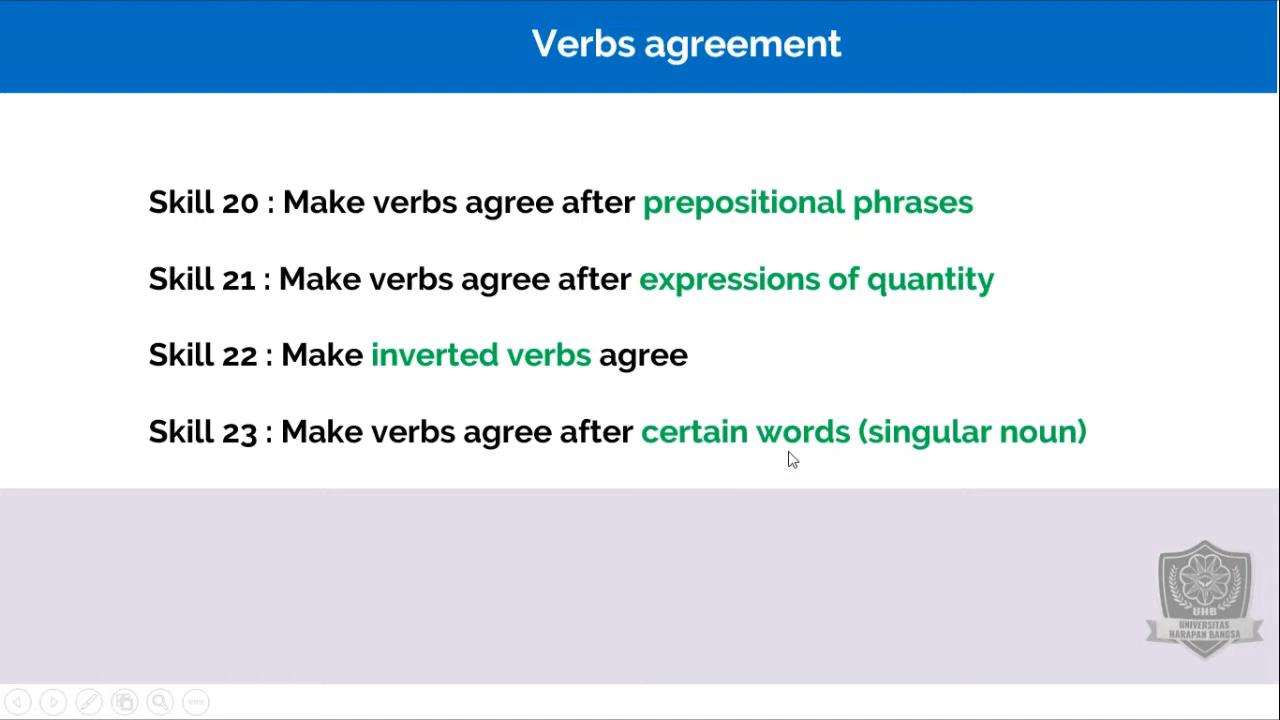 Verbs agreement
Skill 20 : Make verbs agree after prepositional phrases
Skill 21 : Make verbs agree after expressions of quantity
Skill 22 : Make inverted verbs agree
Skill 23 : Make verbs agree after certain words (singular noun)
UHB
UNIVERSITAS
HARAPAN BANGSA